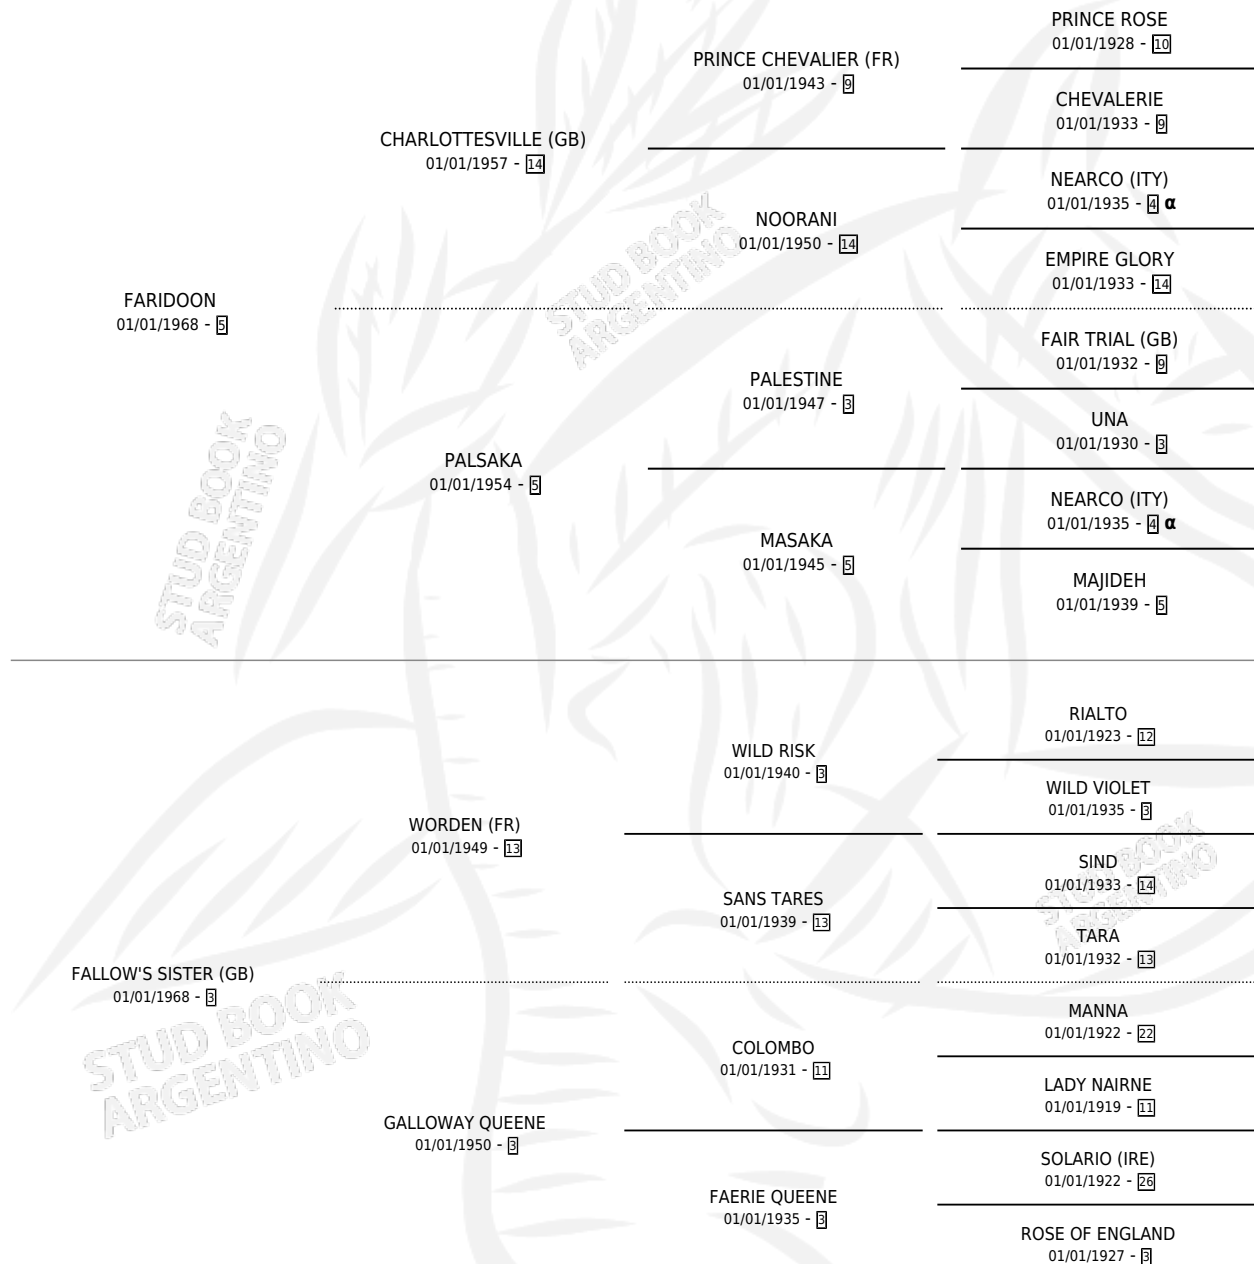 PRINCE ROSE
01/01/1928 - 10
PRINCE CHEVALIER (FR)
01/01/1943 - 9
CHEVALERIE
01/01/1933 - 9
CHARLOTTESVILLE (GB)
01/01/1957 - 14
NEARCO (ITY)
01/01/1935 - 4 α
NOORANI
01/01/1950 - 14
EMPIRE GLORY
01/01/1933 - 14
STUD BOOK
ARGENTINO
FARIDOON
01/01/1968 - 5
FAIR TRIAL (GB)
01/01/1932 - 9
PALESTINE
01/01/1947 - 3
UNA
01/01/1930 - 3
PALSAKA
01/01/1954 - 5
NEARCO (ITY)
01/01/1935 - 4 α
MASAKA
01/01/1945 - 5
MAJIDEH
01/01/1939 - 5
STUD BOOK
ARGENTINO
RIALTO
01/01/1923 - 12
WILD RISK
01/01/1940 - 3
WILD VIOLET
01/01/1935 - 3
WORDEN (FR)
01/01/1949 - 13
SIND
01/01/1933 - 14
SANS TARES
01/01/1939 - 13
TARA
01/01/1932 - 13
STUD BOOK
ARGENTINO
FALLOW'S SISTER (GB)
01/01/1968 - 3
MANNA
01/01/1922 - 22
COLOMBO
01/01/1931 - 11
LADY NAIRNE
01/01/1919 - 11
GALLOWAY QUEENE
01/01/1950 - 3
SOLARIO (IRE)
01/01/1922 - 26
FAERIE QUEENE
01/01/1935 - 3
ROSE OF ENGLAND
01/01/1927 - 3
STUD BOOK
ARGENTINO